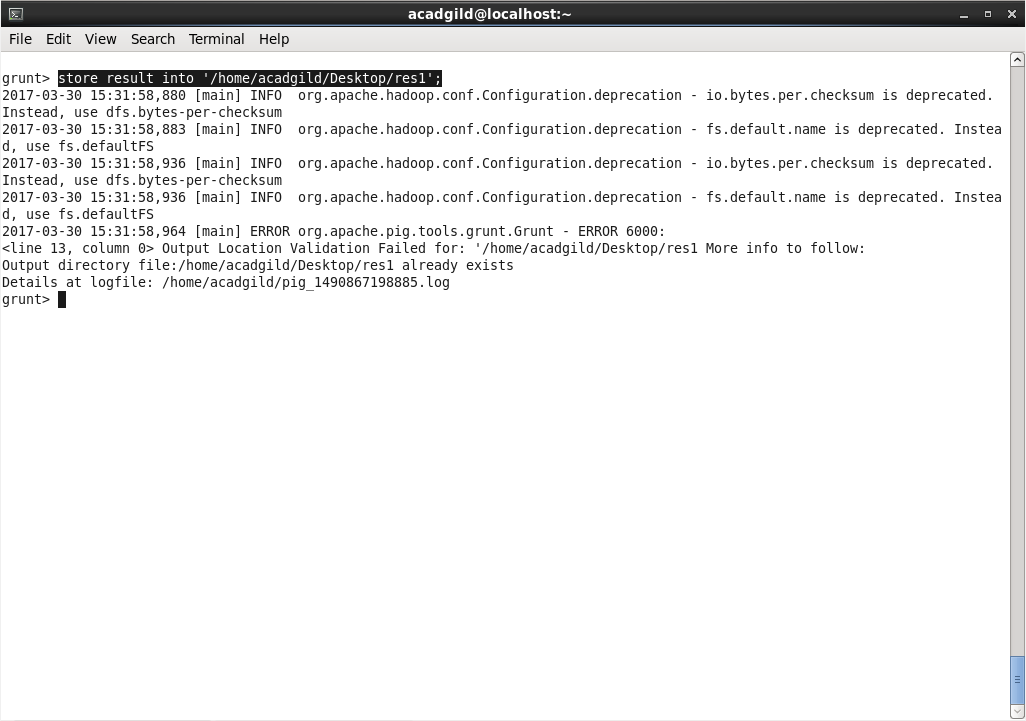 acadgild@localhost:~
File Edit View Search Terminal Help
grunt> store result into '/home/acadgild/Desktop/res1';
2017-03-30 15:31:58,880 [main] INFO  org.apache.hadoop.conf.Configuration.deprecation - io.bytes.per.checksum is deprecated.
Instead, use dfs.bytes-per-checksum
2017-03-30 15:31:58,883 [main] INFO  org.apache.hadoop.conf.Configuration.deprecation - fs.default.name is deprecated. Instea
d, use fs.defaultFS
2017-03-30 15:31:58,936 [main] INFO  org.apache.hadoop.conf.Configuration.deprecation - io.bytes.per.checksum is deprecated.
Instead, use dfs.bytes-per-checksum
2017-03-30 15:31:58,936 [main] INFO  org.apache.hadoop.conf.Configuration.deprecation - fs.default.name is deprecated. Instea
d, use fs.defaultFS
2017-03-30 15:31:58,964 [main] ERROR org.apache.pig.tools.grunt.Grunt - ERROR 6000:
<line 13, column 0> Output Location Validation Failed for: '/home/acadgild/Desktop/res1 More info to follow:
Output directory file:/home/acadgild/Desktop/res1 already exists
Details at logfile: /home/acadgild/pig_1490867198885.log
grunt>